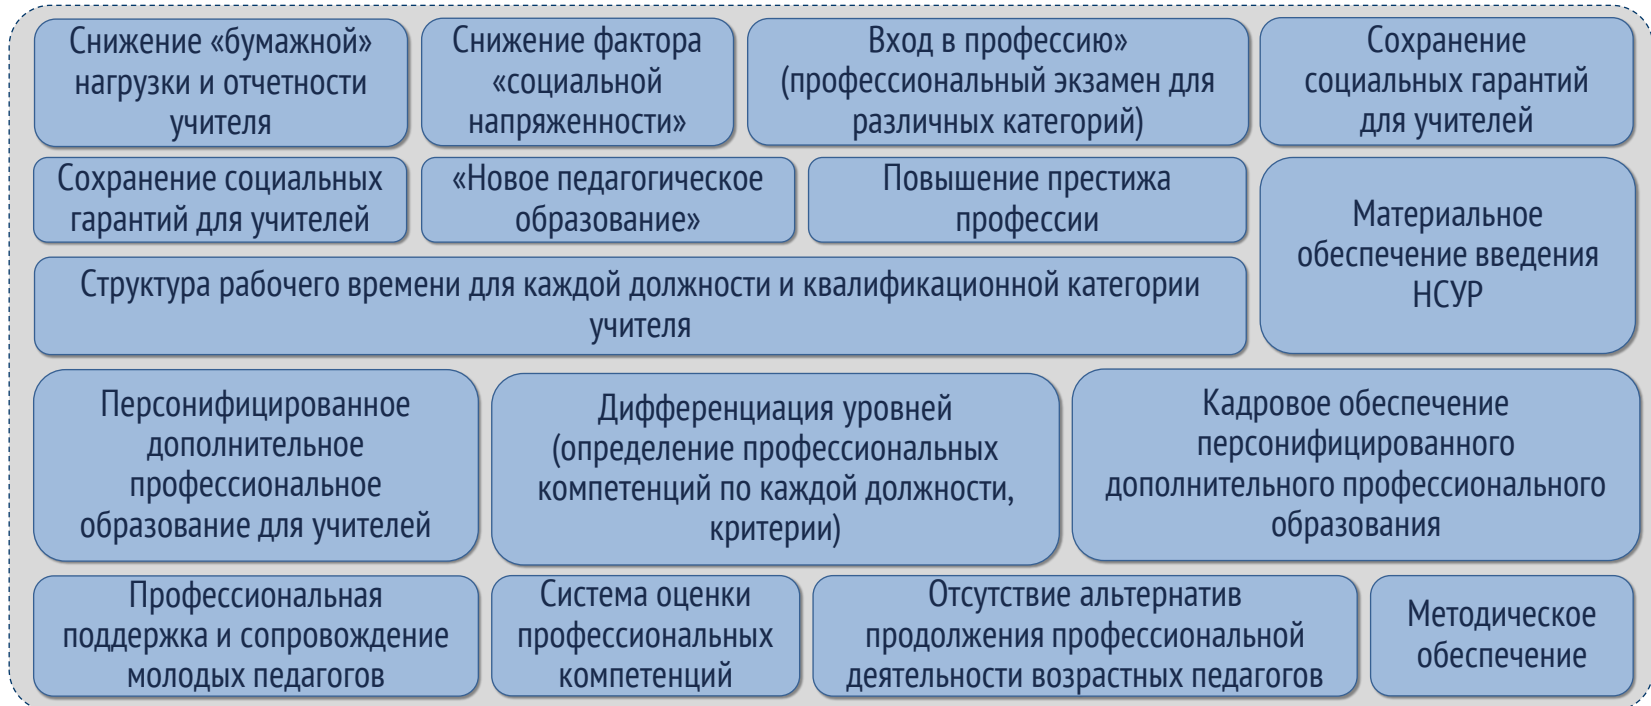 Снижение «бумажной»
нагрузки и отчетности
учителя
Снижение фактора
«социальной
напряженности»
Вход в профессию»
(профессиональный экзамен для
различных категорий)
Сохранение
социальных гарантий
для учителей
Сохранение социальных
гарантий для учителей
«Новое педагогическое
образование»
Повышение престижа
профессии
Материальное
обеспечение введения
НСУР
Структура рабочего времени для каждой должности и квалификационной категории
учителя
Персонифицированное
дополнительное
профессиональное
образование для учителей
Дифференциация уровней
(определение профессиональных
компетенций по каждой должности,
критерии)
Кадровое обеспечение
персонифицированного
дополнительного профессионального
образования
Профессиональная
поддержка и сопровождение
молодых педагогов
Система оценки
профессиональных
компетенций
Отсутствие альтернатив
продолжения профессиональной
деятельности возрастных педагогов
Методическое
обеспечение